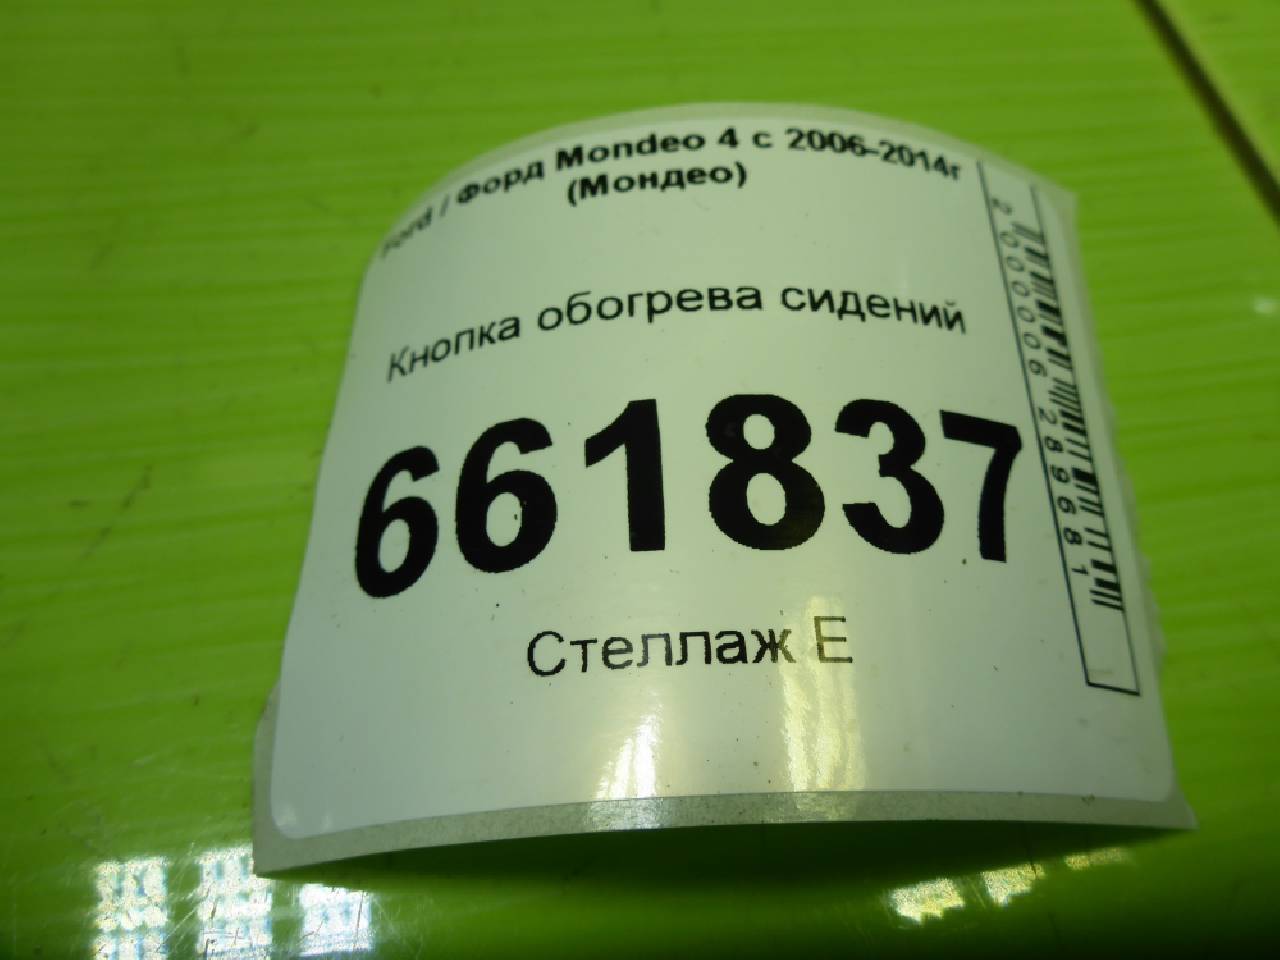 Ford / Форд Mondeo 4 с 2006-2014г
(Мондео)
Кнопка обогрева сидений
661837
Стеллаж Е
2000006289681